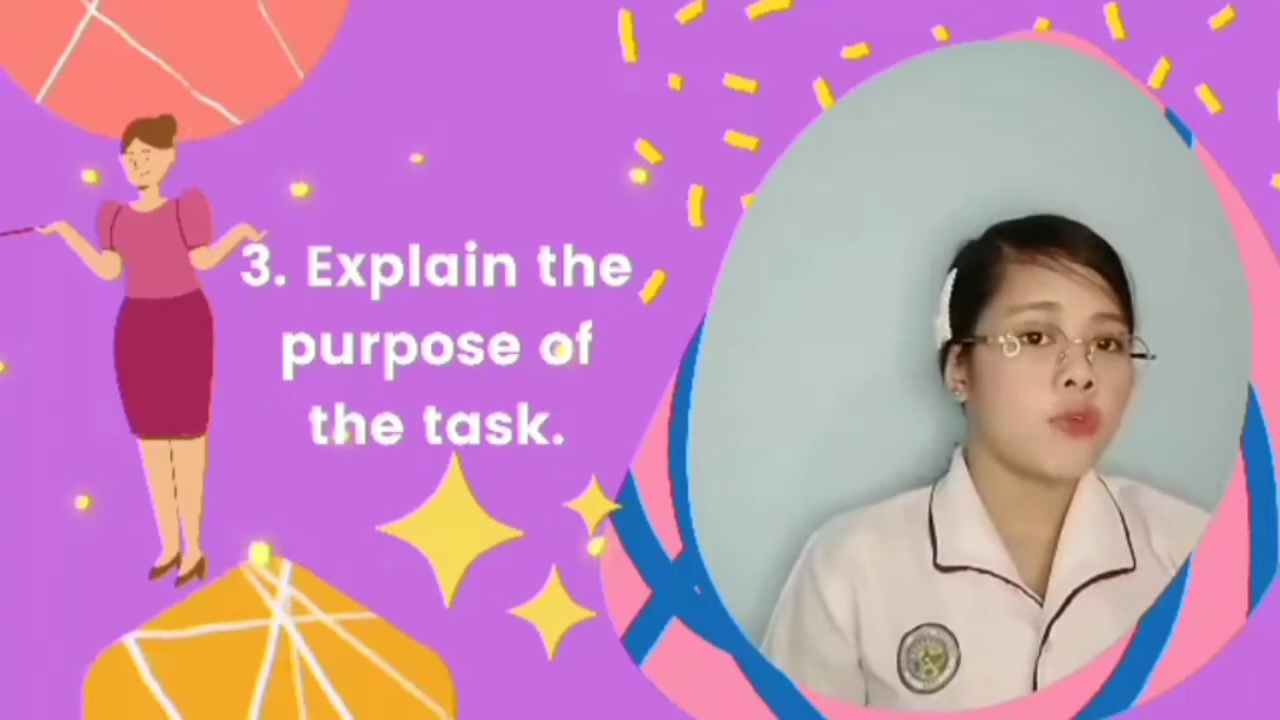 3. Explain the
purpose of
the task.